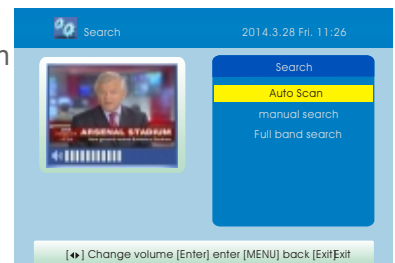 n
Search
2014.3.28 Fri. 11:26
Search
Auto Scan
manual search
Full band search
ARSENAL STADIUM
[◂▸] Change volume [Enter] enter [MENU] back [Exit]Exit